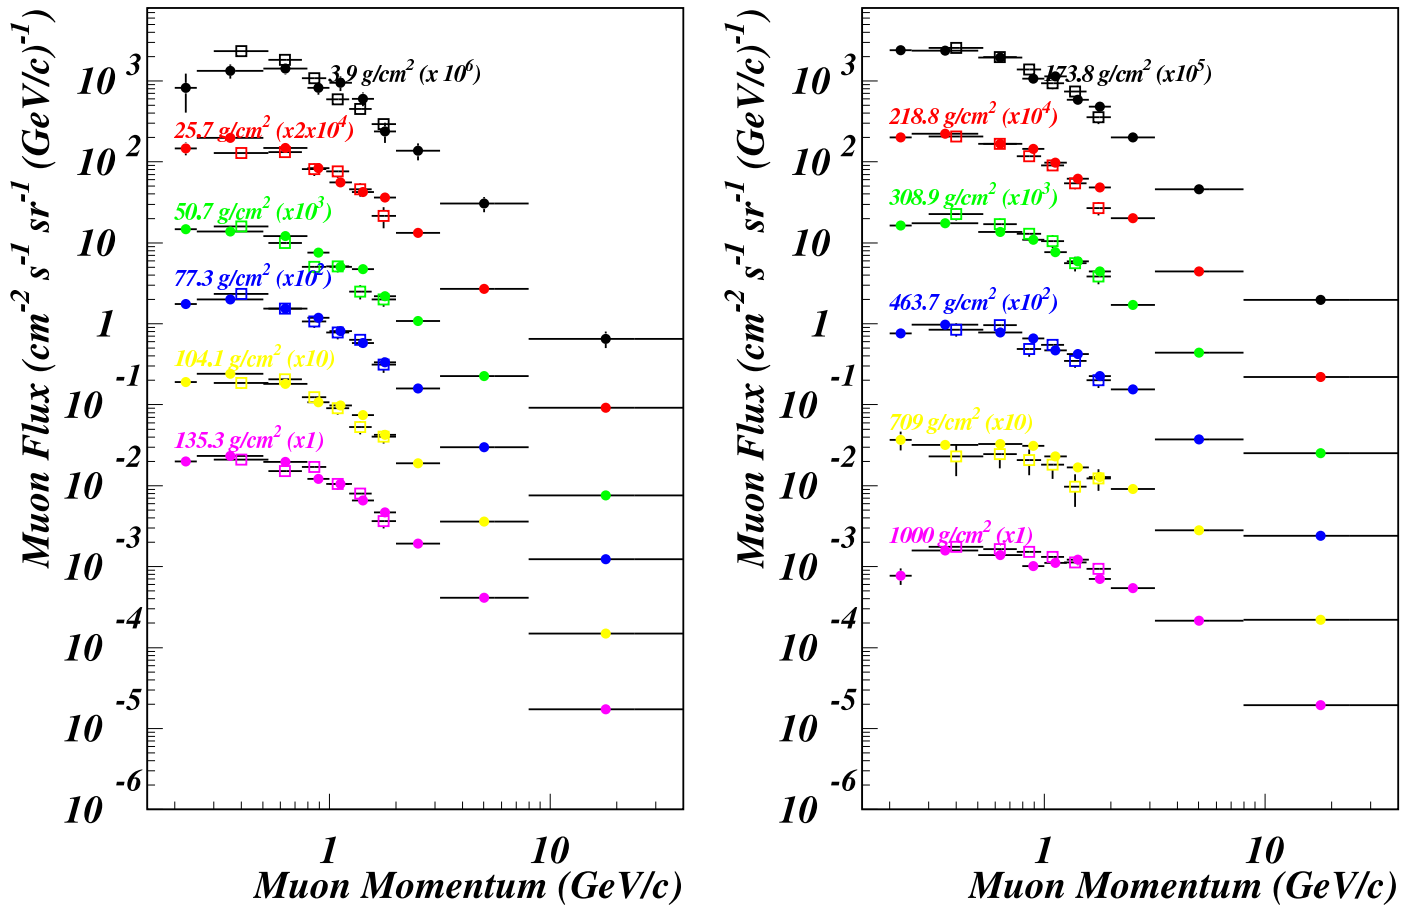 Muon Flux (cm-2 s-1 sr-1 (GeV/c)-1)
10 3
10 2
10
1
10 -1
10 -2
10 -3
10 -4
10 -5
10 -6
3.9 g/cm2 (x 106)
25.7 g/cm2 (x2x104)
50.7 g/cm2 (x103)
77.3 g/cm2 (x102)
104.1 g/cm2 (x10)
135.3 g/cm2 (x1)
1 10
Muon Momentum (GeV/c)
Muon Flux (cm-2 s-1 sr-1 (GeV/c)-1)
10 3
10 2
10
1
10 -1
10 -2
10 -3
10 -4
10 -5
10 -6
173.8 g/cm2 (x105)
218.8 g/cm2 (x104)
308.9 g/cm2 (x103)
463.7 g/cm2 (x102)
709 g/cm2 (x10)
1000 g/cm2 (x1)
1 10
Muon Momentum (GeV/c)